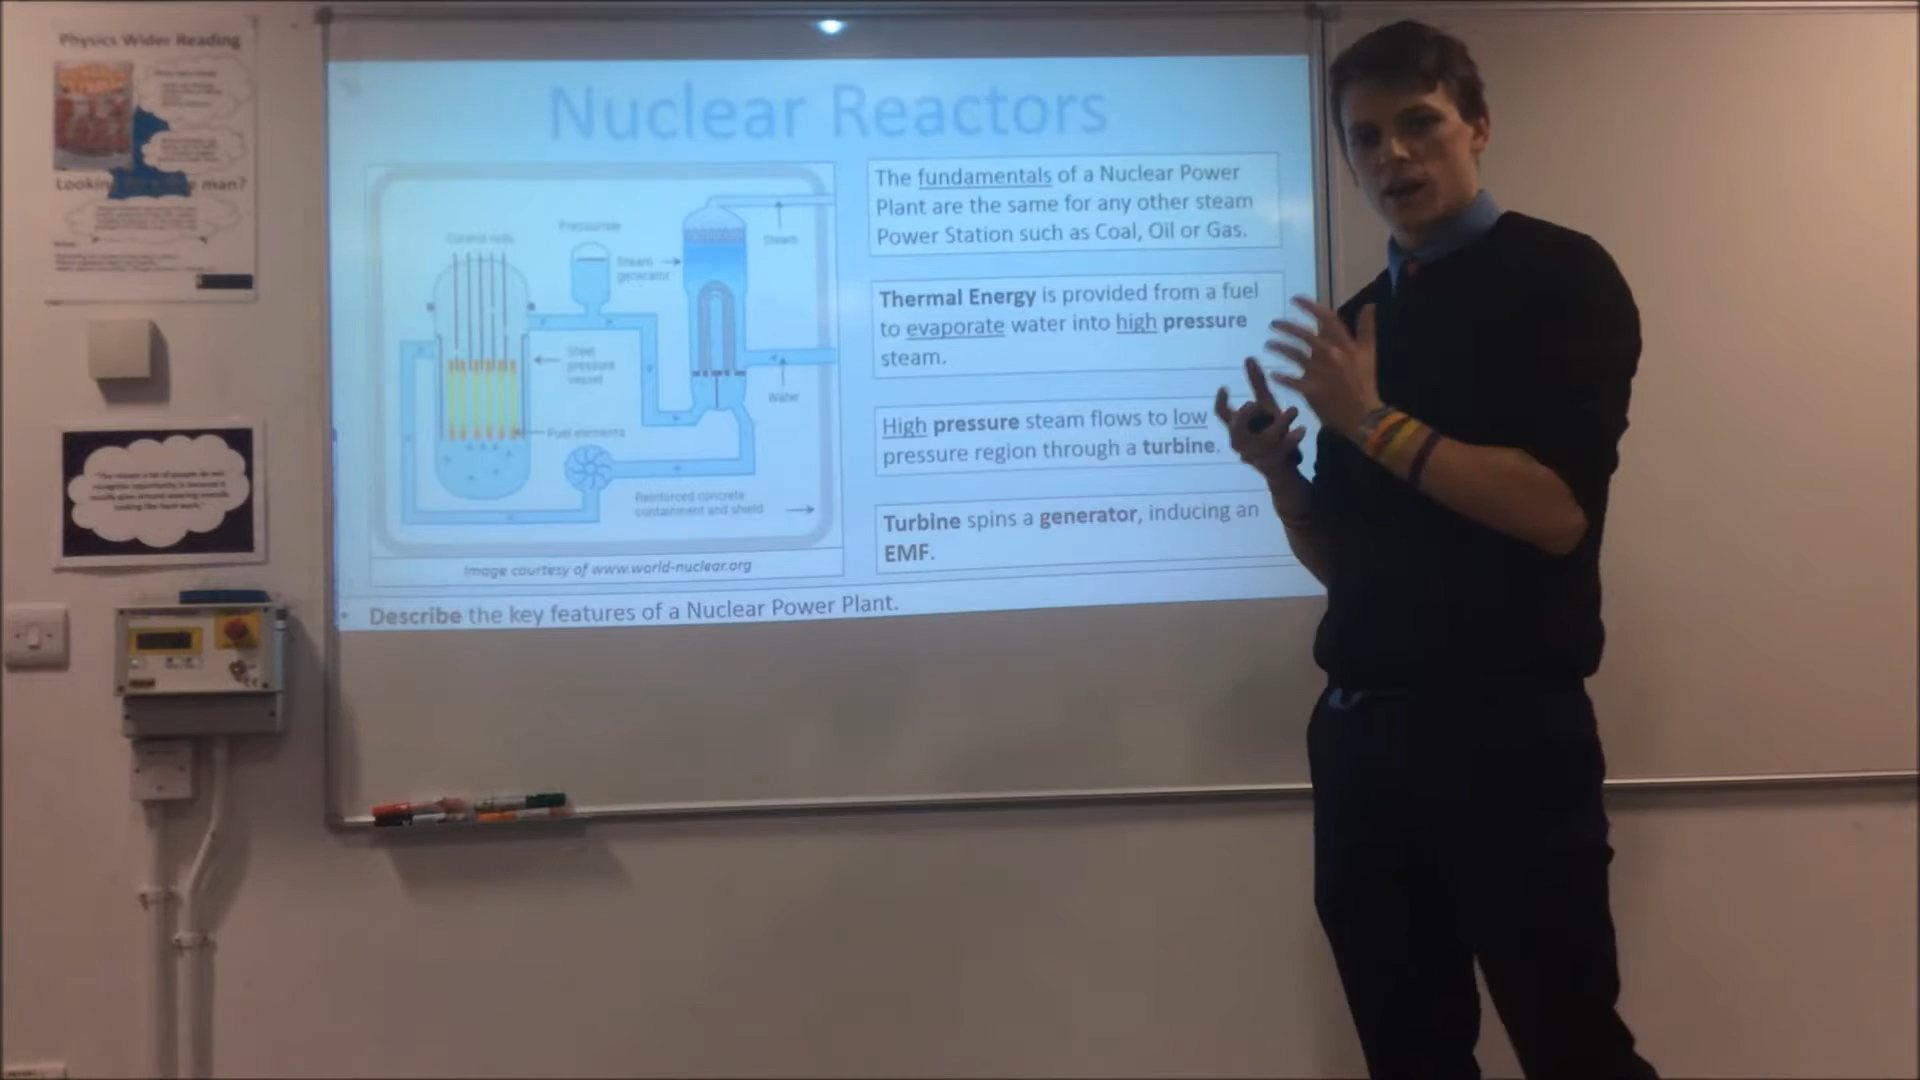 Physics Wider Reading
Nuclear Reactors
Control rods
Pressuriser
Steam
generator
Steam
Steel
pressure
vessel
Water
Fuel elements
Reinforced concrete
containment and shield
Image courtesy of www.world-nuclear.org
The fundamentals of a Nuclear Power
Plant are the same for any other steam
Power Station such as Coal, Oil or Gas.
Thermal Energy is provided from a fuel
to evaporate water into high pressure
steam.
High pressure steam flows to low
pressure region through a turbine.
Turbine spins a generator, inducing an
EMF.
• Describe the key features of a Nuclear Power Plant.
man?